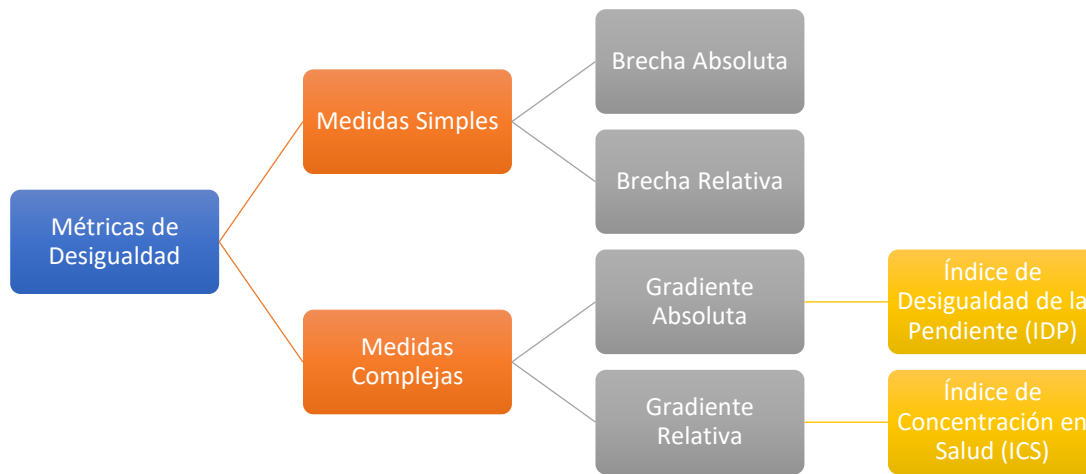 Métricas de
Desigualdad
Medidas Simples
Brecha Absoluta
Brecha Relativa
Medidas
Complejas
Gradiente
Absoluta
Índice de
Desigualdad de la
Pendiente (IDP)
Gradiente
Relativa
Índice de
Concentración en
Salud (ICS)